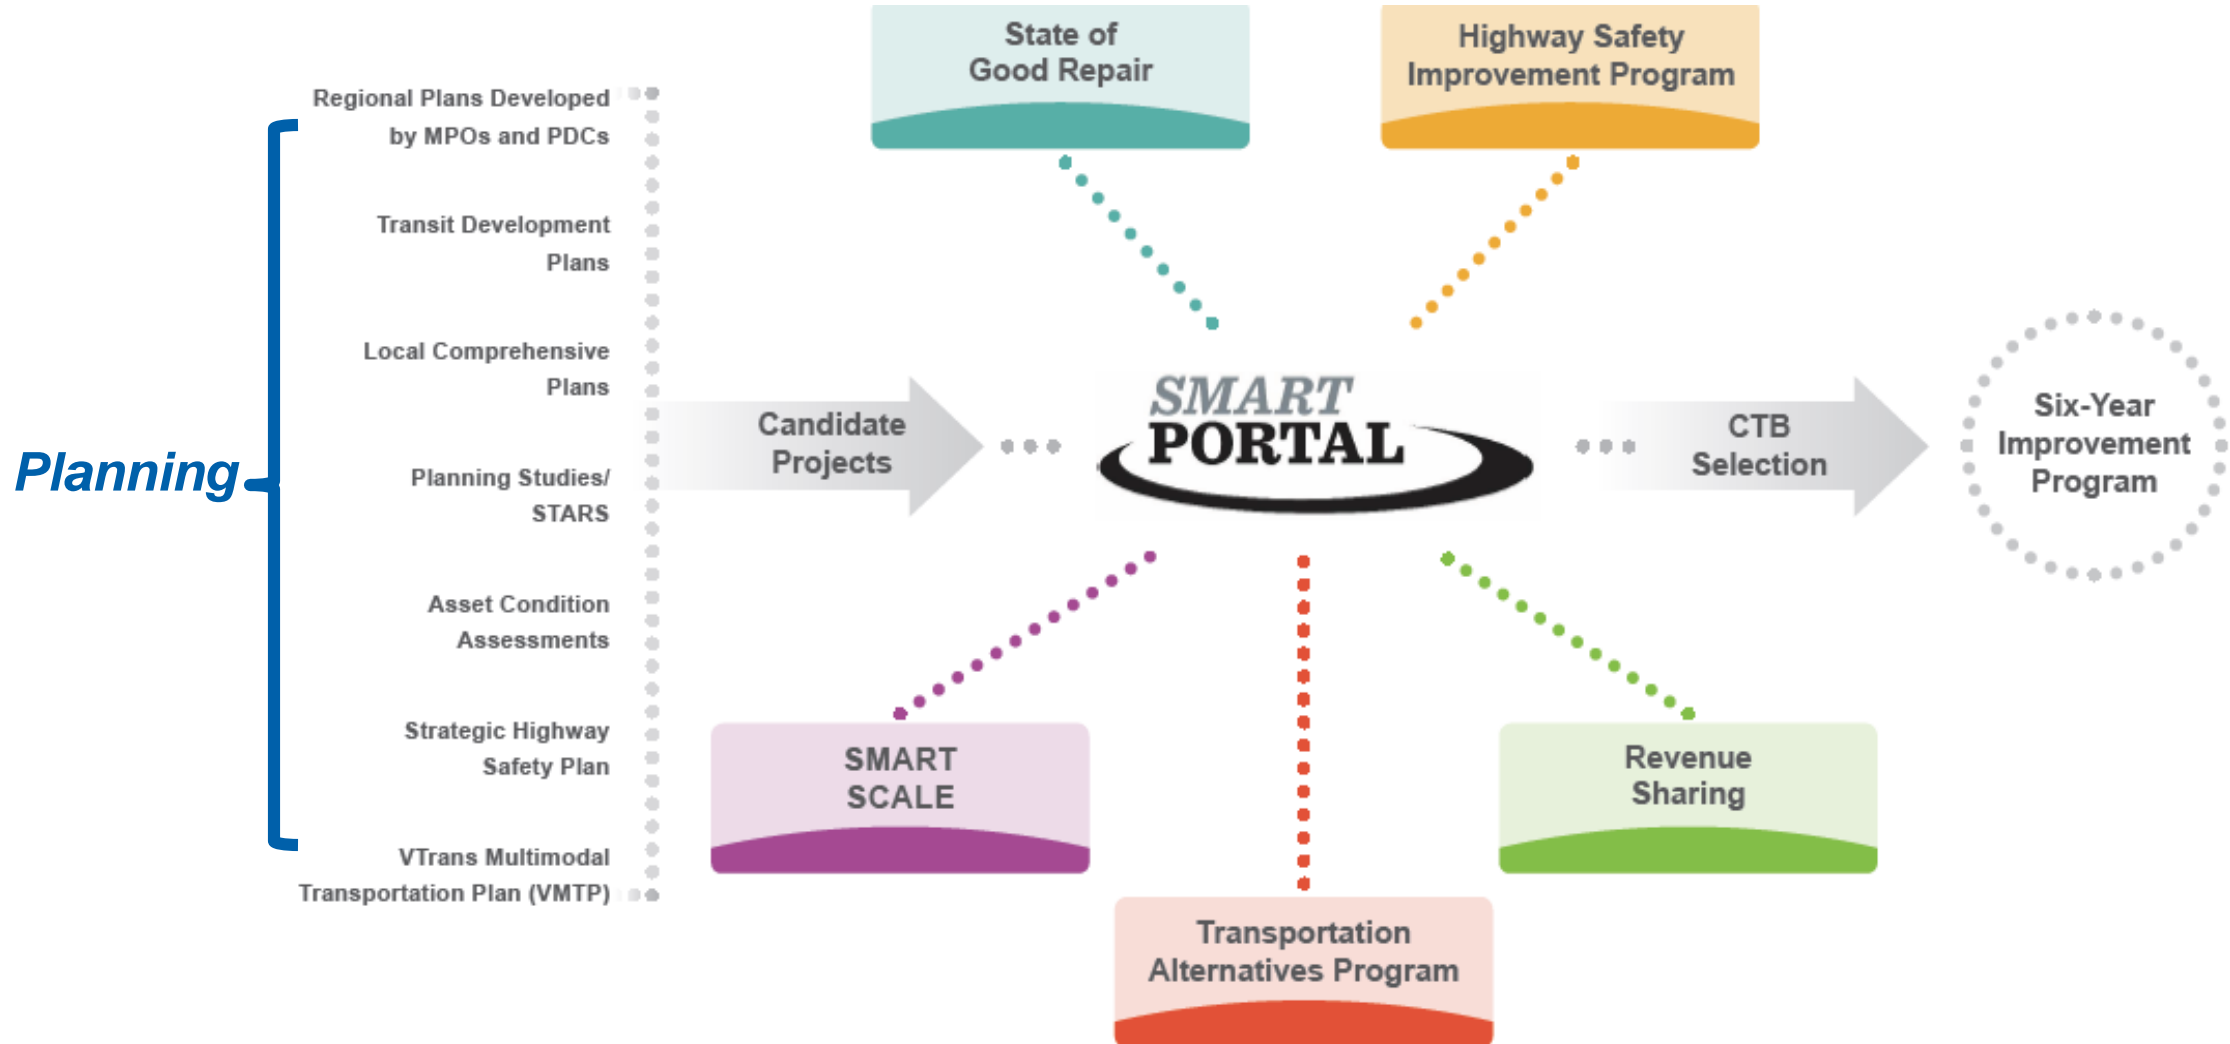 Planning
Regional Plans Developed
by MPOs and PDCs
Transit Development
Plans
Local Comprehensive
Plans
Planning Studies/
STARS
Asset Condition
Assessments
Strategic Highway
Safety Plan
VTrans Multimodal
Transportation Plan (VMTP)
Candidate
Projects
State of
Good Repair
Highway Safety
Improvement Program
SMART
PORTAL
SMART
SCALE
Transportation
Alternatives Program
Revenue
Sharing
CTB
Selection
Six-Year
Improvement
Program